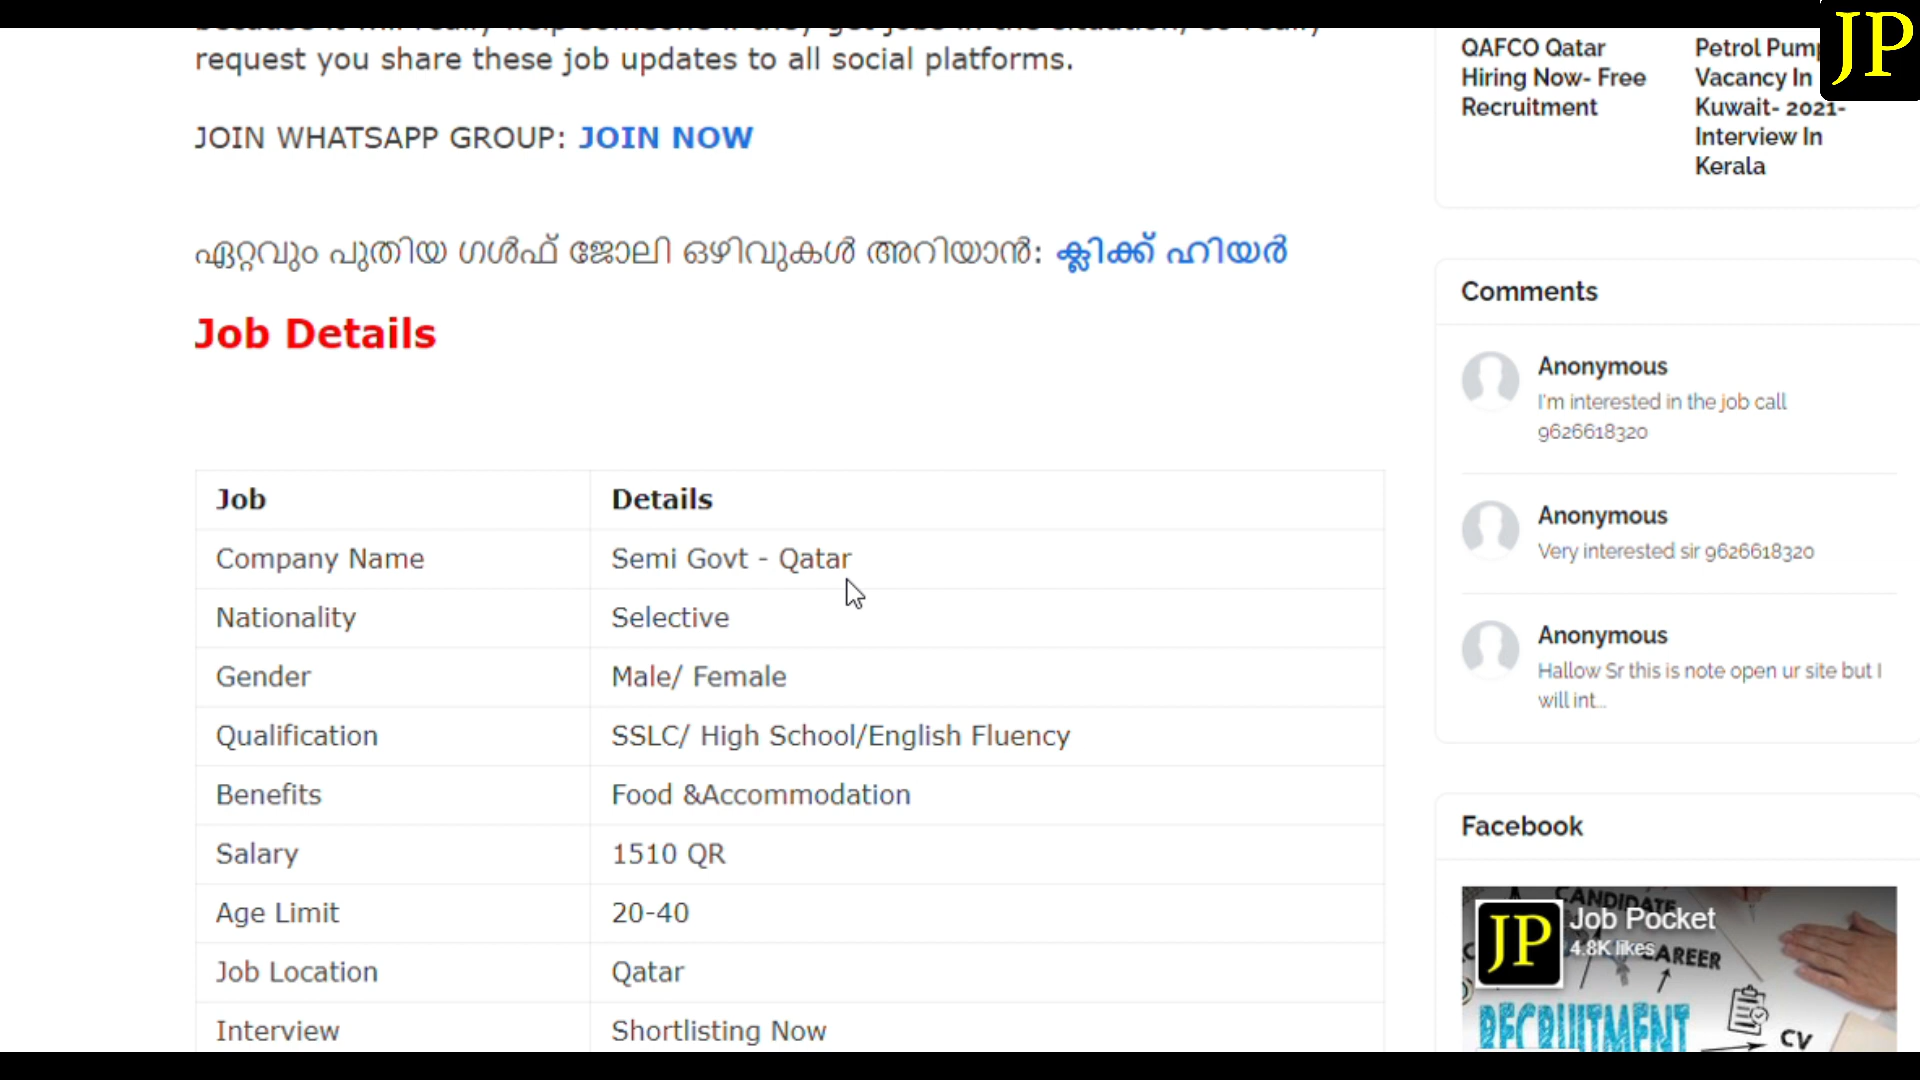 request you share these job updates to all social platforms.
JOIN WHATSAPP GROUP: JOIN NOW
ഏറ്റവും പുതിയ ഗൾഫ് ജോലി ഒഴിവുകൾ അറിയാൻ: ക്ലിക്ക് ഹിയർ
Job Details
Job Details
Company Name Semi Govt - Qatar
Nationality Selective
Gender Male/ Female
Qualification SSLC/ High School/English Fluency
Benefits Food &Accommodation
Salary 1510 QR
Age Limit 20-40
Job Location Qatar
Interview Shortlisting Now
JP
QAFCO Qatar
Hiring Now- Free
Recruitment
Petrol Pump
Vacancy In
Kuwait- 2021-
Interview In
Kerala
Comments
Anonymous
I'm interested in the job call
9626618320
Anonymous
Very interested sir 9626618320
Anonymous
Hallow Sr this is note open ur site but I
will int...
Facebook
CANDIDATE
JP
Job Pocket
4.8K likes
CAREER
RECRUITMENT
CV